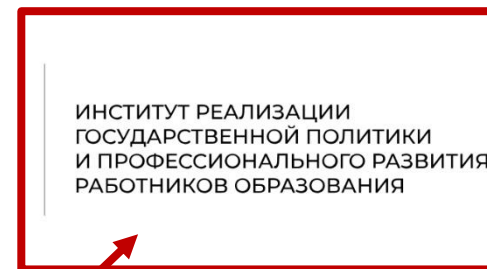 ИНСТИТУТ РЕАЛИЗАЦИИ
ГОСУДАРСТВЕННОЙ ПОЛИТИКИ
И ПРОФЕССИОНАЛЬНОГО РАЗВИТИЯ
РАБОТНИКОВ ОБРАЗОВАНИЯ